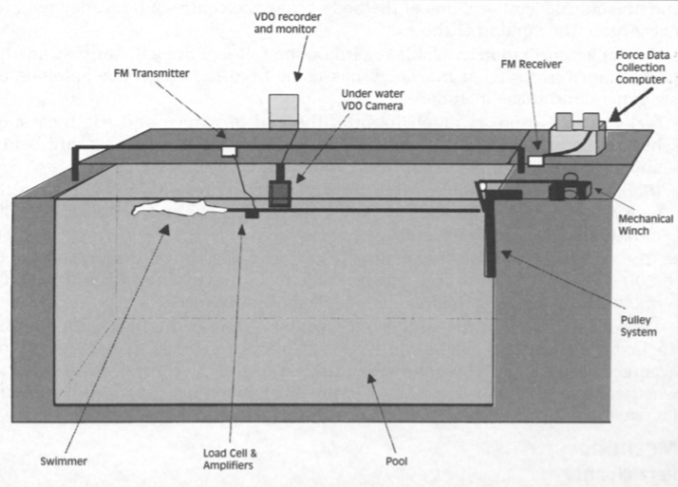 VDO recorder
and monitor
FM Transmitter
Under water
VDO Camera
FM Receiver
Force Data
Collection
Computer
Mechanical
Winch
Pulley
System
Swimmer
Load Cell &
Amplifiers
Pool